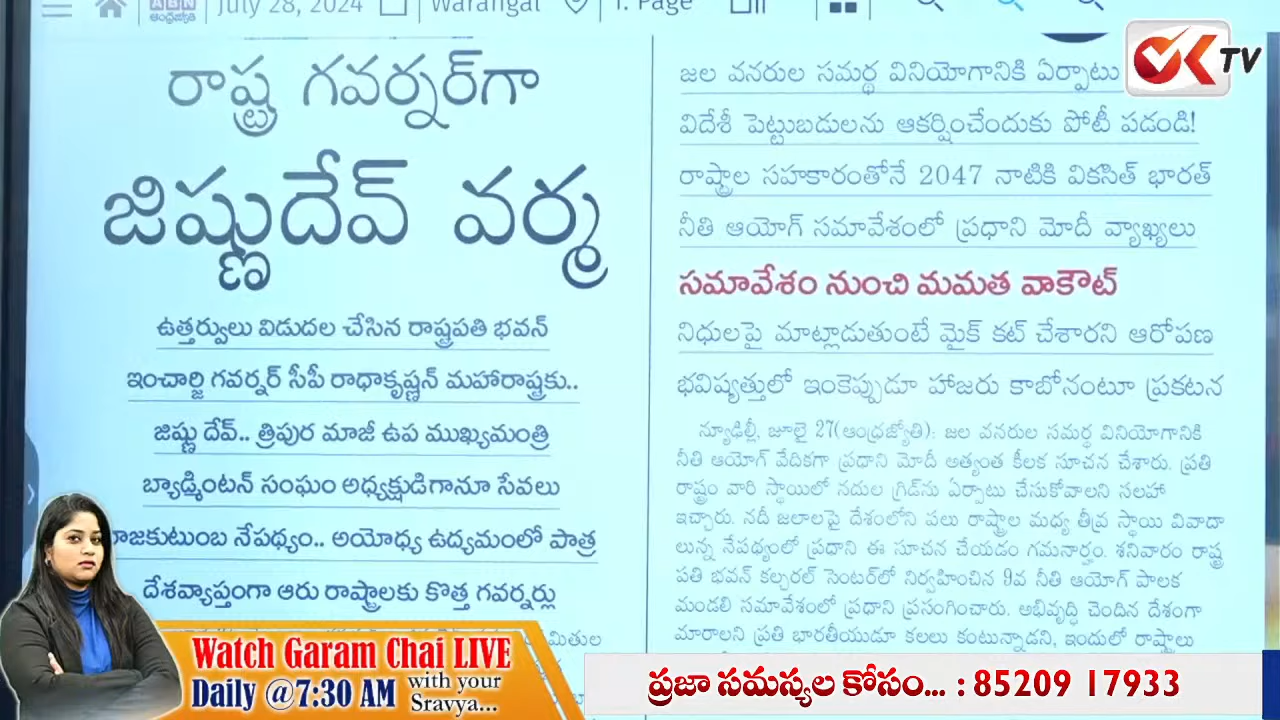 ABN
ఆంధ్రజ్యోతి
July 28, 2024
Warangal
1. Page
OK TV
రాష్ట్ర గవర్నర్‌గా
జిష్ణుదేవ్ వర్మ
ఉత్తర్వులు విడుదల చేసిన రాష్ట్రపతి భవన్
ఇంచార్జి గవర్నర్ సీపీ రాధాకృష్ణన్ మహారాష్ట్రకు..
జిష్ణు దేవ్.. త్రిపుర మాజీ ఉప ముఖ్యమంత్రి
బ్యాడ్మింటన్ సంఘం అధ్యక్షుడిగానూ సేవలు
రాజకుటుంబ నేపథ్యం.. అయోధ్య ఉద్యమంలో పాత్ర
దేశవ్యాప్తంగా ఆరు రాష్ట్రాలకు కొత్త గవర్నర్లు
జల వనరుల సమర్థ వినియోగానికి ఏర్పాటు
విదేశీ పెట్టుబడులను ఆకర్షించేందుకు పోటీ పడండి!
రాష్ట్రాల సహకారంతోనే 2047 నాటికి వికసిత్ భారత్
నీతి ఆయోగ్ సమావేశంలో ప్రధాని మోదీ వ్యాఖ్యలు
సమావేశం నుంచి మమత వాకౌట్
నిధులపై మాట్లాడుతుంటే మైక్ కట్ చేశారని ఆరోపణ
భవిష్యత్తులో ఇంకెప్పుడూ హాజరు కాబోనంటూ ప్రకటన
న్యూఢిల్లీ, జూలై 27(ఆంధ్రజ్యోతి): జల వనరుల సమర్థ వినియోగానికి
నీతి ఆయోగ్ వేదికగా ప్రధాని మోదీ అత్యంత కీలక సూచన చేశారు. ప్రతి
రాష్ట్రం వారి స్థాయిలో నదుల గ్రిడ్‌ను ఏర్పాటు చేసుకోవాలని సలహా
ఇచ్చారు. నదీ జలాలపై దేశంలోని పలు రాష్ట్రాల మధ్య తీవ్ర స్థాయి వివాదా
లున్న నేపథ్యంలో ప్రధాని ఈ సూచన చేయడం గమనార్హం. శనివారం రాష్ట్ర
పతి భవన్ కల్చరల్ సెంటర్‌లో నిర్వహించిన 9వ నీతి ఆయోగ్ పాలక
మండలి సమావేశంలో ప్రధాని ప్రసంగించారు. అభివృద్ధి చెందిన దేశంగా
మారాలని ప్రతి భారతీయుడూ కలలు కంటున్నాడని, ఇందులో రాష్ట్రాలు
Watch Garam Chai LIVE
Daily @7:30 AM
with your
Sravya...
ప్రజా సమస్యల కోసం... : 85209 17933